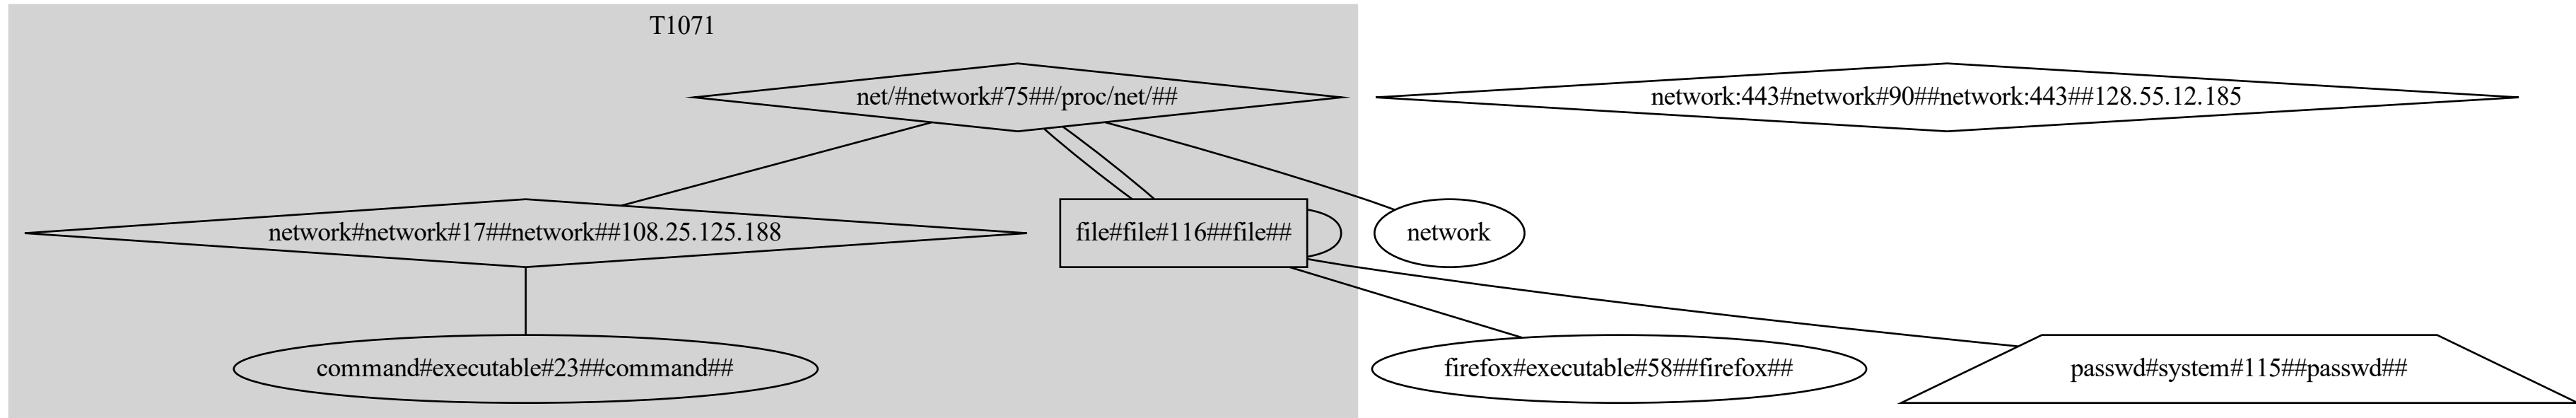 T1071
net/#network#75##/proc/net/##
network:443#network#90##network:443##128.55.12.185
network#network#17##network##108.25.125.188
file#file#116##file##
network
command#executable#23##command##
firefox#executable#58##firefox##
passwd#system#115##passwd##